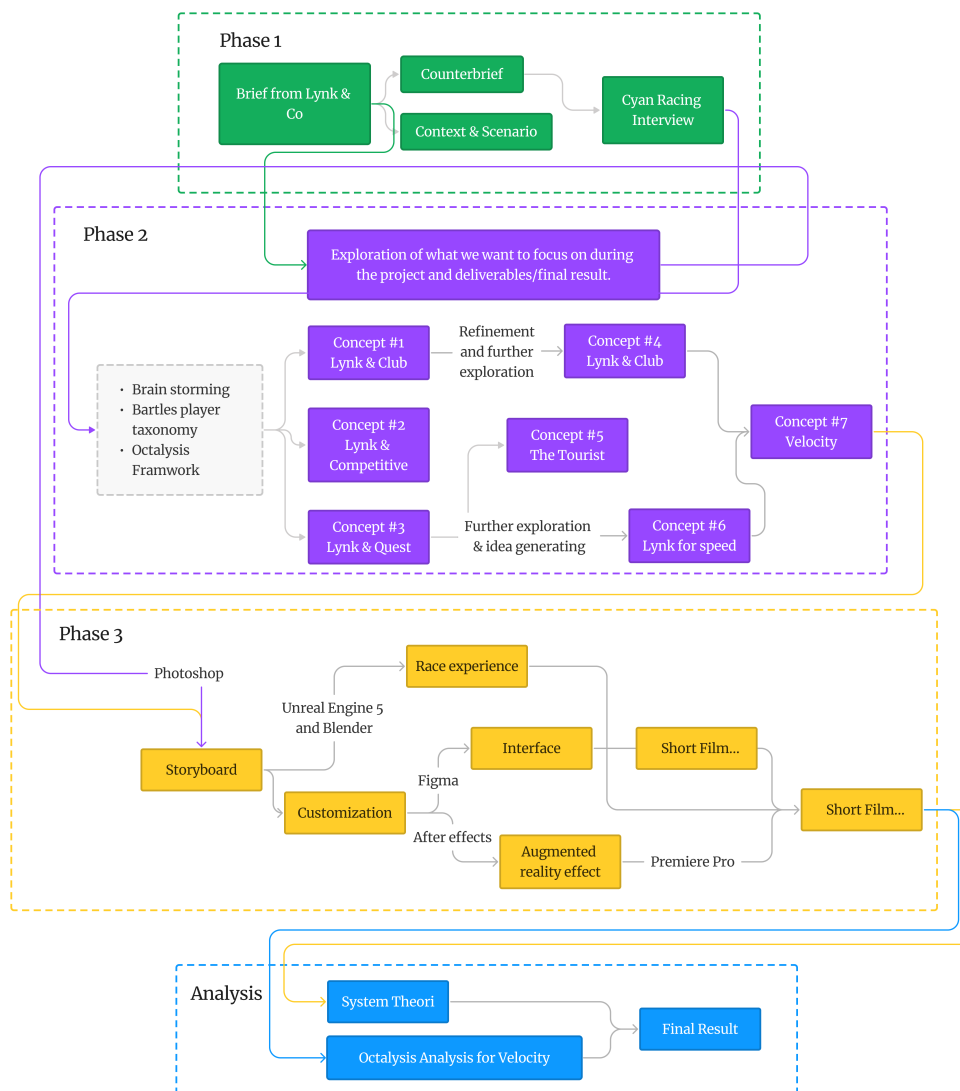 Phase 1
Brief from Lynk &
Co
Counterbrief
Context & Scenario
Cyan Racing
Interview
Phase 2
Exploration of what we want to focus on during
the project and deliverables/final result.
• Brain storming
• Bartles player
taxonomy
• Octalysis
Framwork
Concept #1
Lynk & Club
Refinement
and further
exploration
Concept #4
Lynk & Club
Concept #2
Lynk &
Competitive
Concept #5
The Tourist
Concept #7
Velocity
Concept #3
Lynk & Quest
Further exploration
& idea generating
Concept #6
Lynk for speed
Phase 3
Photoshop
Race experience
Unreal Engine 5
and Blender
Storyboard
Interface
Short Film...
Figma
Customization
Short Film...
After effects
Augmented
reality effect
Premiere Pro
Analysis
System Theori
Final Result
Octalysis Analysis for Velocity